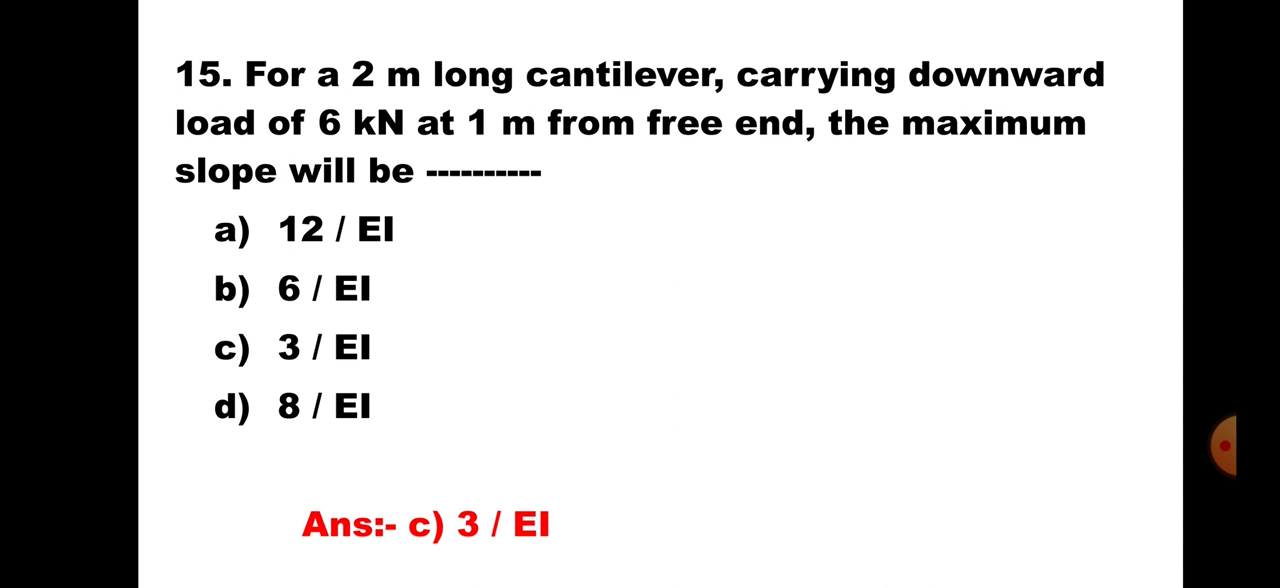 15. For a 2 m long cantilever, carrying downward
load of 6 kN at 1 m from free end, the maximum
slope will be ----------
a) 12 / EI
b) 6 / EI
c) 3 / EI
d) 8 / EI
Ans:- c) 3 / EI